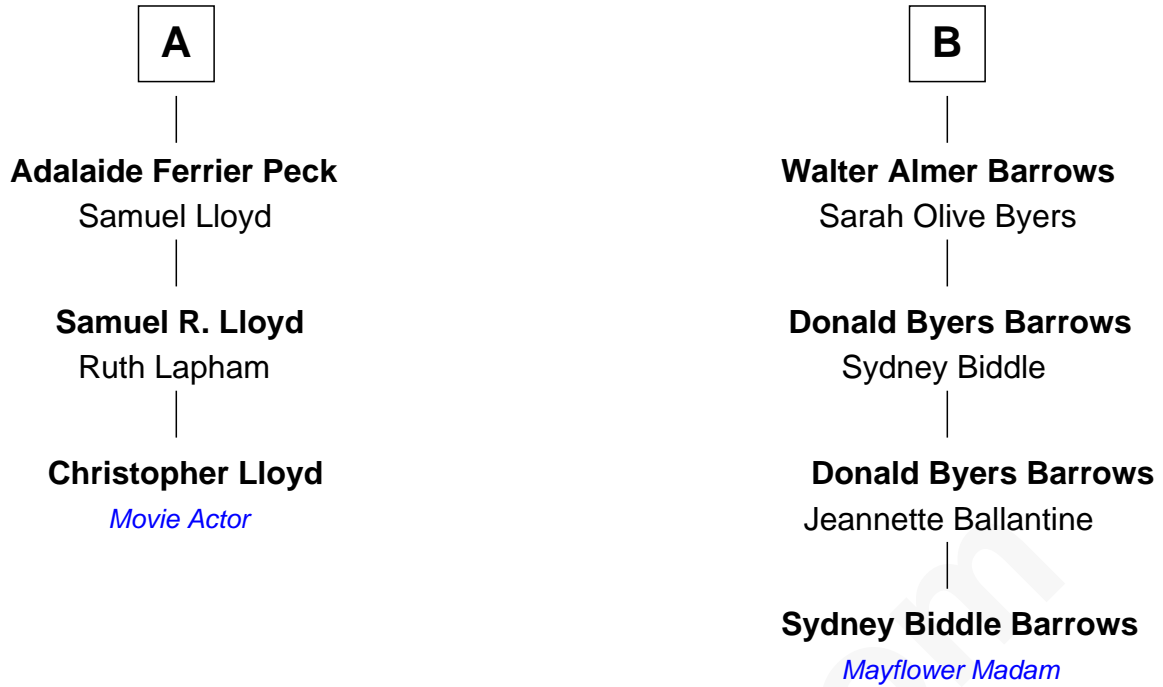 A
B
Adalaide Ferrier Peck
Samuel Lloyd
Walter Almer Barrows
Sarah Olive Byers
Samuel R. Lloyd
Ruth Lapham
Donald Byers Barrows
Sydney Biddle
Christopher Lloyd
Movie Actor
Donald Byers Barrows
Jeannette Ballantine
Sydney Biddle Barrows
Mayflower Madam